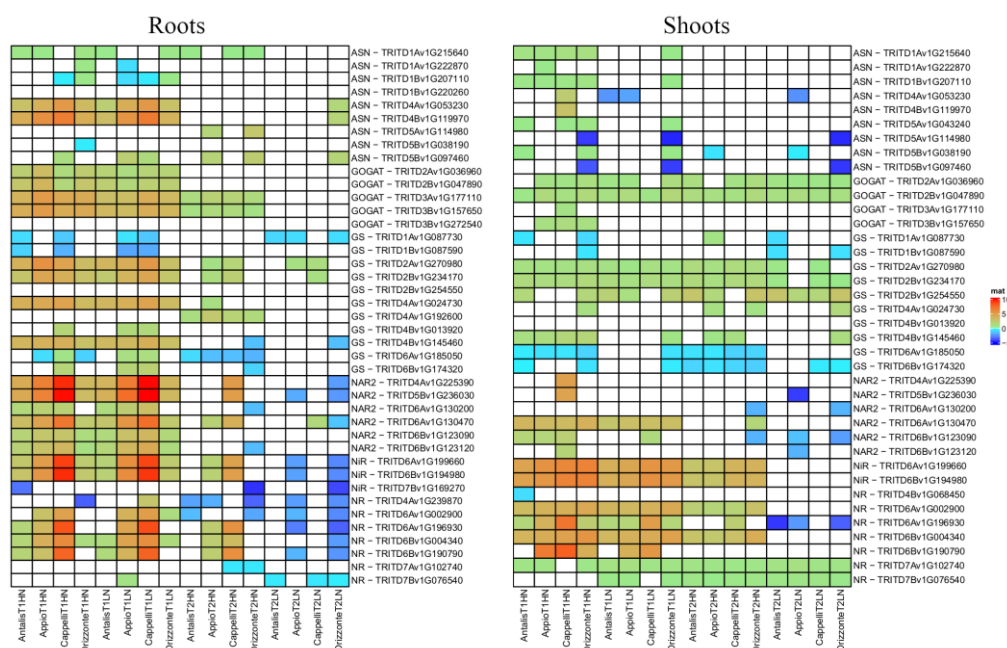 Roots
ASN − TRITD1Av1G215640
ASN − TRITD1Av1G222870
ASN − TRITD1Bv1G207110
ASN − TRITD1Bv1G220260
ASN − TRITD4Av1G053230
ASN − TRITD4Bv1G119970
ASN − TRITD5Av1G114980
ASN − TRITD5Bv1G038190
ASN − TRITD5Bv1G097460
GOGAT − TRITD2Av1G036960
GOGAT − TRITD2Bv1G047890
GOGAT − TRITD3Av1G177110
GOGAT − TRITD3Bv1G157650
GOGAT − TRITD3Bv1G272540
GS − TRITD1Av1G087730
GS − TRITD1Bv1G087590
GS − TRITD2Av1G270980
GS − TRITD2Bv1G234170
GS − TRITD2Bv1G254550
GS − TRITD4Av1G024730
GS − TRITD4Av1G192600
GS − TRITD4Bv1G013920
GS − TRITD4Bv1G145460
GS − TRITD6Av1G185050
GS − TRITD6Bv1G174320
NAR2 − TRITD4Av1G225390
NAR2 − TRITD5Bv1G236030
NAR2 − TRITD6Av1G130200
NAR2 − TRITD6Av1G130470
NAR2 − TRITD6Bv1G123090
NAR2 − TRITD6Bv1G123120
NiR − TRITD6Av1G199660
NiR − TRITD6Bv1G194980
NR − TRITD7Bv1G169270
NR − TRITD4Av1G239870
NR − TRITD6Av1G002900
NR − TRITD6Av1G196930
NR − TRITD6Bv1G004340
NR − TRITD6Bv1G190790
NR − TRITD7Av1G102740
NR − TRITD7Bv1G076540
AntalisT1HN
AppioT1HN
CappelliT1HN
Orizzonte T1HN
AntalisT1LN
AppioT1LN
CappelliT1LN
OrizzonteT1LN
AntalisT2HN
AppioT2HN
CappelliT2HN
OrizzonteT2HN
AntalisT2LN
AppioT2LN
CappelliT2LN
OrizzonteT2LN
Shoots
ASN − TRITD1Av1G215640
ASN − TRITD1Av1G222870
ASN − TRITD1Bv1G207110
ASN − TRITD4Av1G053230
ASN − TRITD4Bv1G119970
ASN − TRITD5Av1G043240
ASN − TRITD5Av1G114980
ASN − TRITD5Bv1G038190
ASN − TRITD5Bv1G097460
GOGAT − TRITD2Av1G036960
GOGAT − TRITD2Bv1G047890
GOGAT − TRITD3Av1G177110
GOGAT − TRITD3Bv1G157650
GS − TRITD1Av1G087730
GS − TRITD1Bv1G087590
GS − TRITD2Av1G270980
GS − TRITD2Bv1G234170
GS − TRITD2Bv1G254550
GS − TRITD4Av1G024730
GS − TRITD4Bv1G013920
GS − TRITD4Bv1G145460
GS − TRITD6Av1G185050
GS − TRITD6Bv1G174320
NAR2 − TRITD4Av1G225390
NAR2 − TRITD5Bv1G236030
NAR2 − TRITD6Av1G130200
NAR2 − TRITD6Av1G130470
NAR2 − TRITD6Bv1G123090
NAR2 − TRITD6Bv1G123120
NiR − TRITD6Av1G199660
NiR − TRITD6Bv1G194980
NR − TRITD4Bv1G068450
NR − TRITD6Av1G002900
NR − TRITD6Av1G196930
NR − TRITD6Bv1G004340
NR − TRITD6Bv1G190790
NR − TRITD7Av1G102740
NR − TRITD7Bv1G076540
AntalisT1HN
AppioT1HN
CappelliT1HN
OrizzonteT1HN
AntalisT1LN
AppioT1LN
CappelliT1LN
OrizzonteT1LN
AntalisT2HN
AppioT2HN
CappelliT2HN
OrizzonteT2HN
AntalisT2LN
AppioT2LN
CappelliT2LN
OrizzonteT2LN
mat
10
5
0